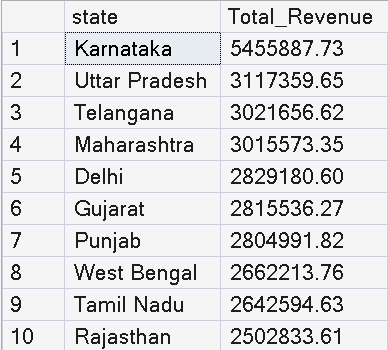 state Total_Revenue
1 Karnataka 5455887.73
2 Uttar Pradesh 3117359.65
3 Telangana 3021656.62
4 Maharashtra 3015573.35
5 Delhi 2829180.60
6 Gujarat 2815536.27
7 Punjab 2804991.82
8 West Bengal 2662213.76
9 Tamil Nadu 2642594.63
10 Rajasthan 2502833.61